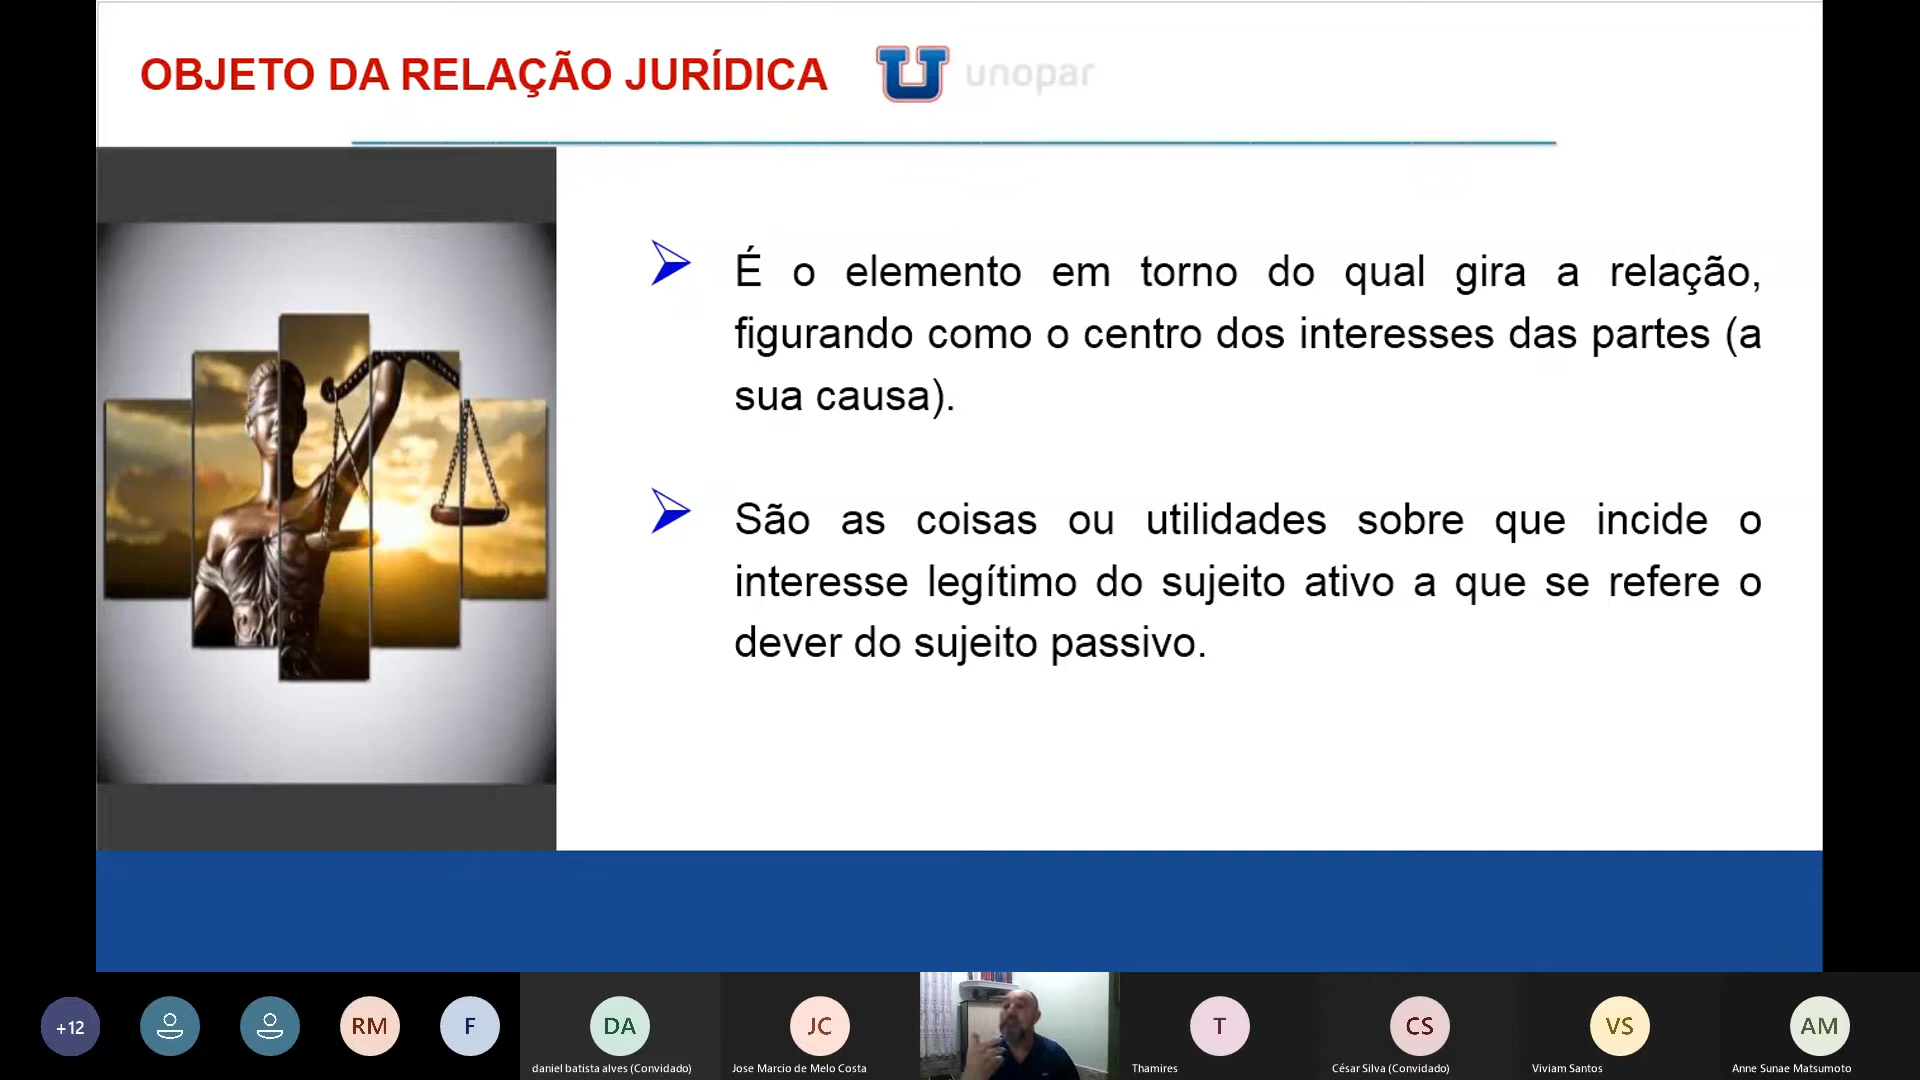 OBJETO DA RELAÇÃO JURÍDICA
unopar
É o elemento em torno do qual gira a relação,
figurando como o centro dos interesses das partes (a
sua causa).
São as coisas ou utilidades sobre que incide o
interesse legítimo do sujeito ativo a que se refere o
dever do sujeito passivo.
+12
RM
F
DA
JC
T
CS
VS
AM
daniel batista alves (Convidado)
Jose Marcio de Melo Costa
Thamires
César Silva (Convidado)
Viviam Santos
Anne Sunae Matsumoto